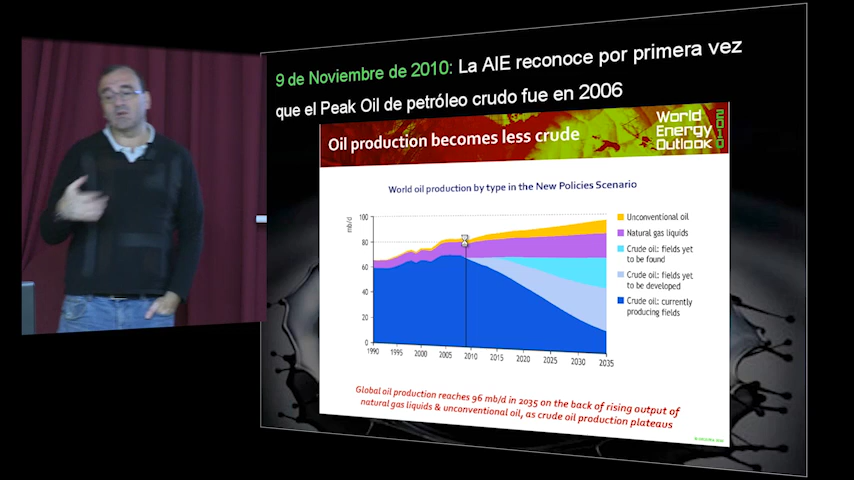 9 de Noviembre de 2010: La AIE reconoce por primera vez
que el Peak Oil de petróleo crudo fue en 2006
Oil production becomes less crude
World
Energy
Outlook
2010
World oil production by type in the New Policies Scenario
mb/d
100
80
60
40
20
0
1990 1995 2000 2005 2010 2015 2020 2025 2030 2035
Unconventional oil
Natural gas liquids
Crude oil: fields yet
to be found
Crude oil: fields yet
to be developed
Crude oil: currently
producing fields
Global oil production reaches 96 mb/d in 2035 on the back of rising output of
natural gas liquids & unconventional oil, as crude oil production plateaus